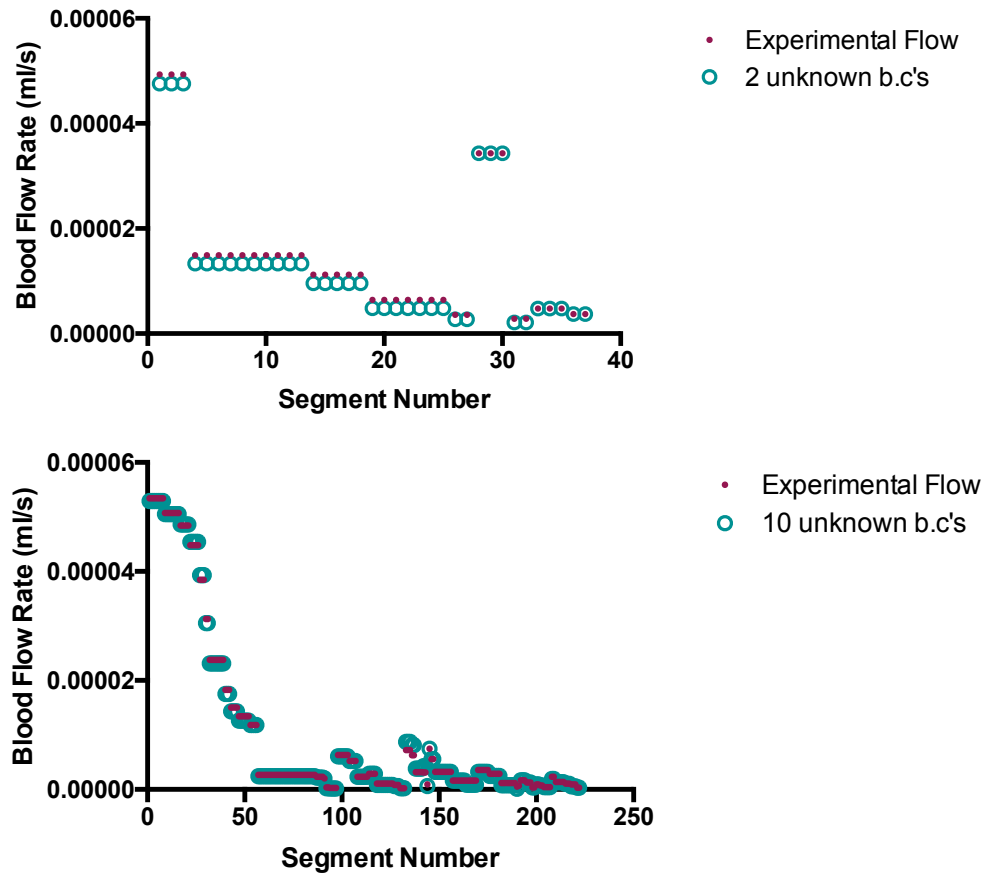 0.00006
0.00004
0.00002
0.00000
Blood Flow Rate (ml/s)
0
10
20
30
40
Segment Number
Experimental Flow
2 unknown b.c's
0.00006
0.00004
0.00002
0.00000
Blood Flow Rate (ml/s)
0
50
100
150
200
250
Segment Number
Experimental Flow
10 unknown b.c's